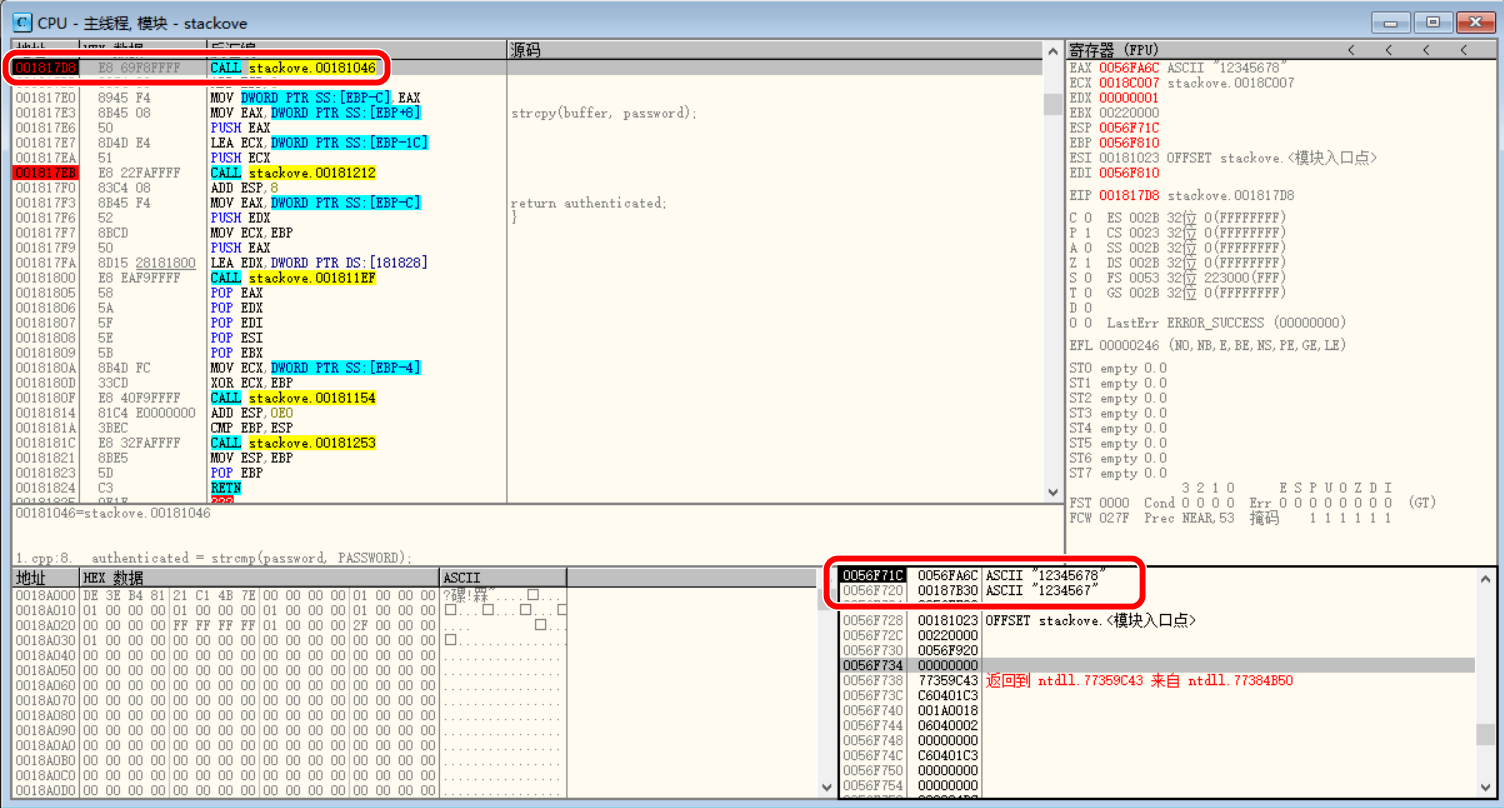 CPU - 主线程, 模块 - stackove
地址 HEX 数据 反汇编 源码
001817D8 E8 69F8FFFF CALL stackove.00181046
001817E0 8945 F4 MOV DWORD PTR SS:[EBP-C],EAX
001817E3 8B45 08 MOV EAX,DWORD PTR SS:[EBP+8] strcpy(buffer, password);
001817E6 50 PUSH EAX
001817E7 8D4D E4 LEA ECX,DWORD PTR SS:[EBP-1C]
001817EA 51 PUSH ECX
001817EB E8 22FAFFFF CALL stackove.00181212
001817F0 83C4 08 ADD ESP,8
001817F3 8B45 F4 MOV EAX,DWORD PTR SS:[EBP-C] return authenticated;
001817F6 52 PUSH EDX }
001817F7 8BCD MOV ECX,EBP
001817F9 50 PUSH EAX
001817FA 8D15 28181800 LEA EDX,DWORD PTR DS:[181828]
00181800 E8 EAF9FFFF CALL stackove.001811EF
00181805 58 POP EAX
00181806 5A POP EDX
00181807 5F POP EDI
00181808 5E POP ESI
00181809 5B POP EBX
0018180A 8B4D FC MOV ECX,DWORD PTR SS:[EBP-4]
0018180D 33CD XOR ECX,EBP
0018180F E8 40F9FFFF CALL stackove.00181154
00181814 81C4 E0000000 ADD ESP,0E0
0018181A 3BEC CMP EBP,ESP
0018181C E8 32FAFFFF CALL stackove.00181253
00181821 8BE5 MOV ESP,EBP
00181823 5D POP EBP
00181824 C3 RETN
00181046=stackove.00181046
1.cpp:8. authenticated = strcmp(password, PASSWORD);
寄存器 (FPU) < < < <
EAX 0056FA6C ASCII "12345678"
ECX 0018C007 stackove.0018C007
EDX 00000001
EBX 00220000
ESP 0056F71C
EBP 0056F810
ESI 00181023 OFFSET stackove.<模块入口点>
EDI 0056F810
EIP 001817D8 stackove.001817D8
C 0 ES 002B 32位 0(FFFFFFFF)
P 1 CS 0023 32位 0(FFFFFFFF)
A 0 SS 002B 32位 0(FFFFFFFF)
Z 1 DS 002B 32位 0(FFFFFFFF)
S 0 FS 0053 32位 223000(FFF)
T 0 GS 002B 32位 0(FFFFFFFF)
D 0
O 0 LastErr ERROR_SUCCESS (00000000)
EFL 00000246 (NO,NB,E,BE,NS,PE,GE,LE)
ST0 empty 0.0
ST1 empty 0.0
ST2 empty 0.0
ST3 empty 0.0
ST4 empty 0.0
ST5 empty 0.0
ST6 empty 0.0
ST7 empty 0.0
3 2 1 0 E S P U O Z D I
FST 0000 Cond 0 0 0 0 Err 0 0 0 0 0 0 0 0 (GT)
FCW 027F Prec NEAR,53 掩码 1 1 1 1 1 1
地址 HEX 数据 ASCII
0018A000 DE 3E B4 81 21 C1 4B 7E 00 00 00 00 01 00 00 00
0018A010 01 00 00 00 01 00 00 00 01 00 00 00 01 00 00 00
0018A020 00 00 00 00 FF FF FF FF 01 00 00 00 2F 00 00 00
0018A030 01 00 00 00 00 00 00 00 00 00 00 00 00 00 00 00
0018A040 00 00 00 00 00 00 00 00 00 00 00 00 00 00 00 00 ................
0018A050 00 00 00 00 00 00 00 00 00 00 00 00 00 00 00 00 ................
0018A060 00 00 00 00 00 00 00 00 00 00 00 00 00 00 00 00 ................
0018A070 00 00 00 00 00 00 00 00 00 00 00 00 00 00 00 00 ................
0018A080 00 00 00 00 00 00 00 00 00 00 00 00 00 00 00 00 ................
0018A090 00 00 00 00 00 00 00 00 00 00 00 00 00 00 00 00 ................
0018A0A0 00 00 00 00 00 00 00 00 00 00 00 00 00 00 00 00 ................
0018A0B0 00 00 00 00 00 00 00 00 00 00 00 00 00 00 00 00 ................
0018A0C0 00 00 00 00 00 00 00 00 00 00 00 00 00 00 00 00 ................
0018A0D0 00 00 00 00 00 00 00 00 00 00 00 00 00 00 00 00 ................
0056F71C 0056FA6C ASCII "12345678"
0056F720 00187B30 ASCII "1234567"
0056F728 00181023 OFFSET stackove.<模块入口点>
0056F72C 00220000
0056F730 0056F920
0056F734 00000000
0056F738 77359C43 返回到 ntdll.77359C43 来自 ntdll.77384B50
0056F73C C60401C3
0056F740 001A0018
0056F744 06040002
0056F748 00000000
0056F74C C60401C3
0056F750 00000000
0056F754 00000000